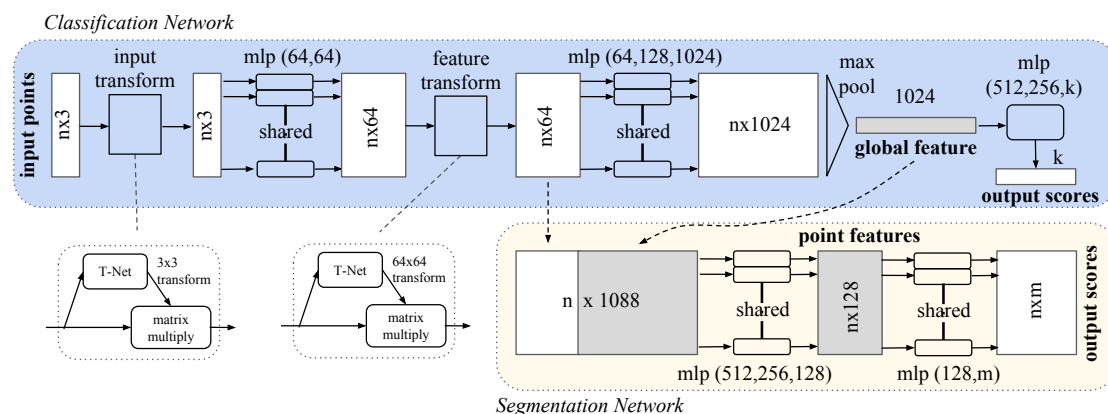 Classification Network
input points
nx3
input
transform
nx3
mlp (64,64)
shared
nx64
feature
transform
nx64
mlp (64,128,1024)
shared
nx1024
max
pool
1024
global feature
mlp
(512,256,k)
k
output scores
T-Net
3x3
transform
matrix
multiply
T-Net
64x64
transform
matrix
multiply
point features
n x 1088
shared
mlp (512,256,128)
nx128
shared
mlp (128,m)
nxm
output scores
Segmentation Network